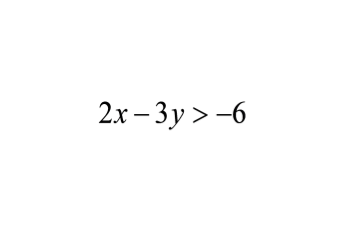 2x – 3y > –6